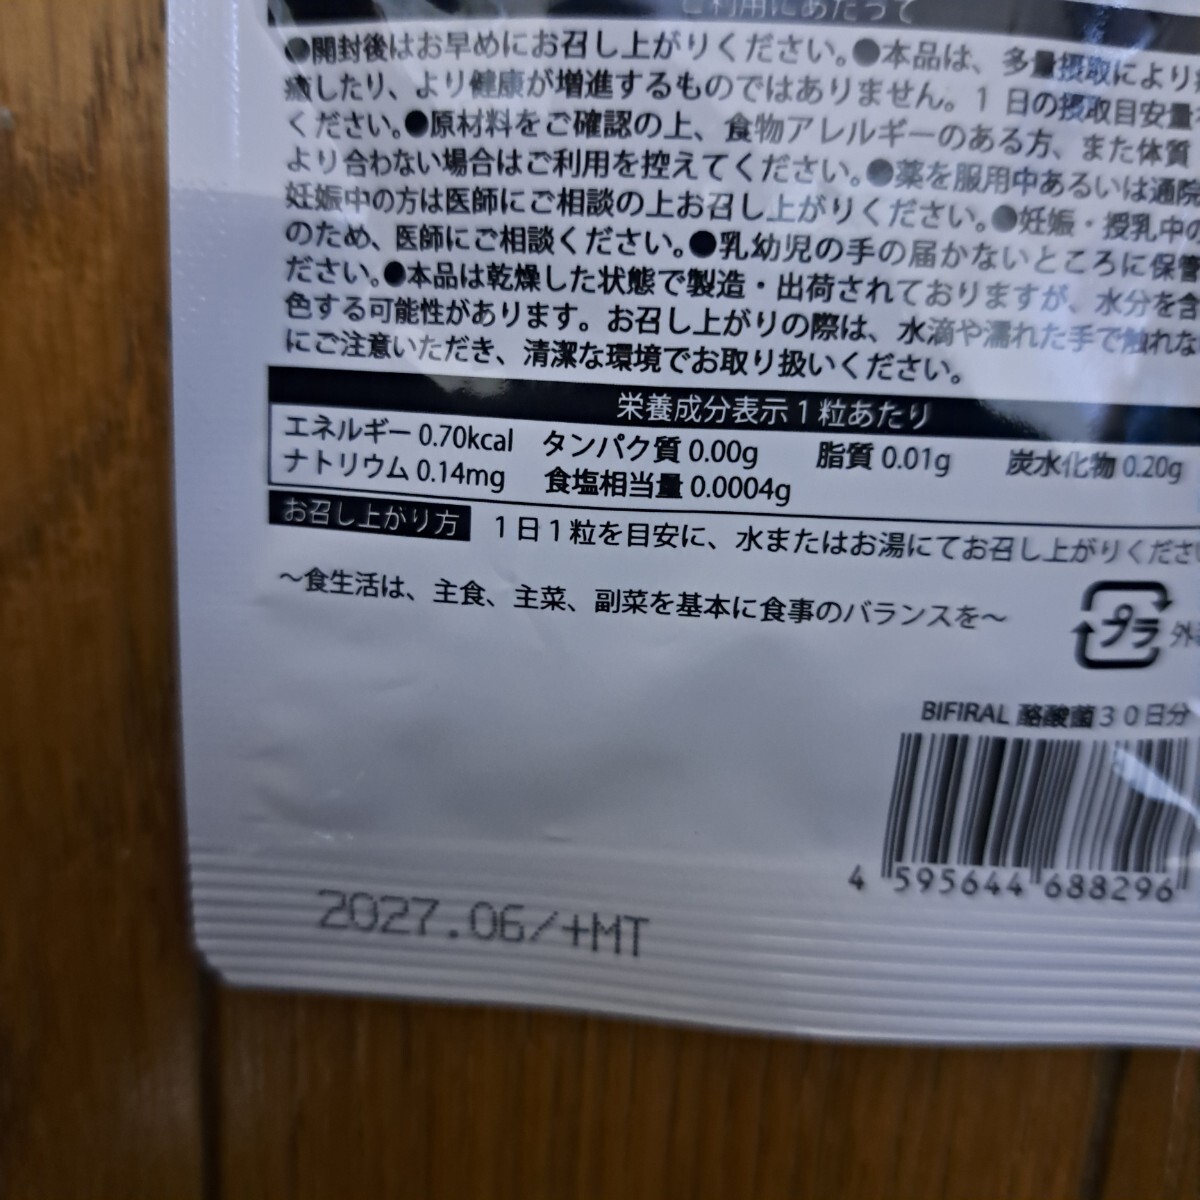 ご利用にあたって
●開封後はお早めにお召し上がりください。●本品は、多量摂取により
癒したり、より健康が増進するものではありません。1日の摂取目安量
ください。●原材料をご確認の上、食物アレルギーのある方、また体質
より合わない場合はご利用を控えてください。●薬を服用中あるいは通院
妊娠中の方は医師にご相談の上お召し上がりください。●妊娠・授乳中の
のため、医師にご相談ください。●乳幼児の手の届かないところに保管
ださい。●本品は乾燥した状態で製造・出荷されておりますが、水分を含
色する可能性があります。お召し上がりの際は、水滴や濡れた手で触れな
にご注意いただき、清潔な環境でお取り扱いください。
栄養成分表示1粒あたり
エネルギー 0.70kcal タンパク質 0.00g 脂質 0.01g 炭水化物 0.20g
ナトリウム 0.14mg 食塩相当量 0.0004g
お召し上がり方 1日1粒を目安に、水またはお湯にてお召し上がりくださ
～食生活は、主食、主菜、副菜を基本に食事のバランスを～
プラ 外
BIFIRAL 酪酸菌30日分
4 595644 688296
2027.06/+MT